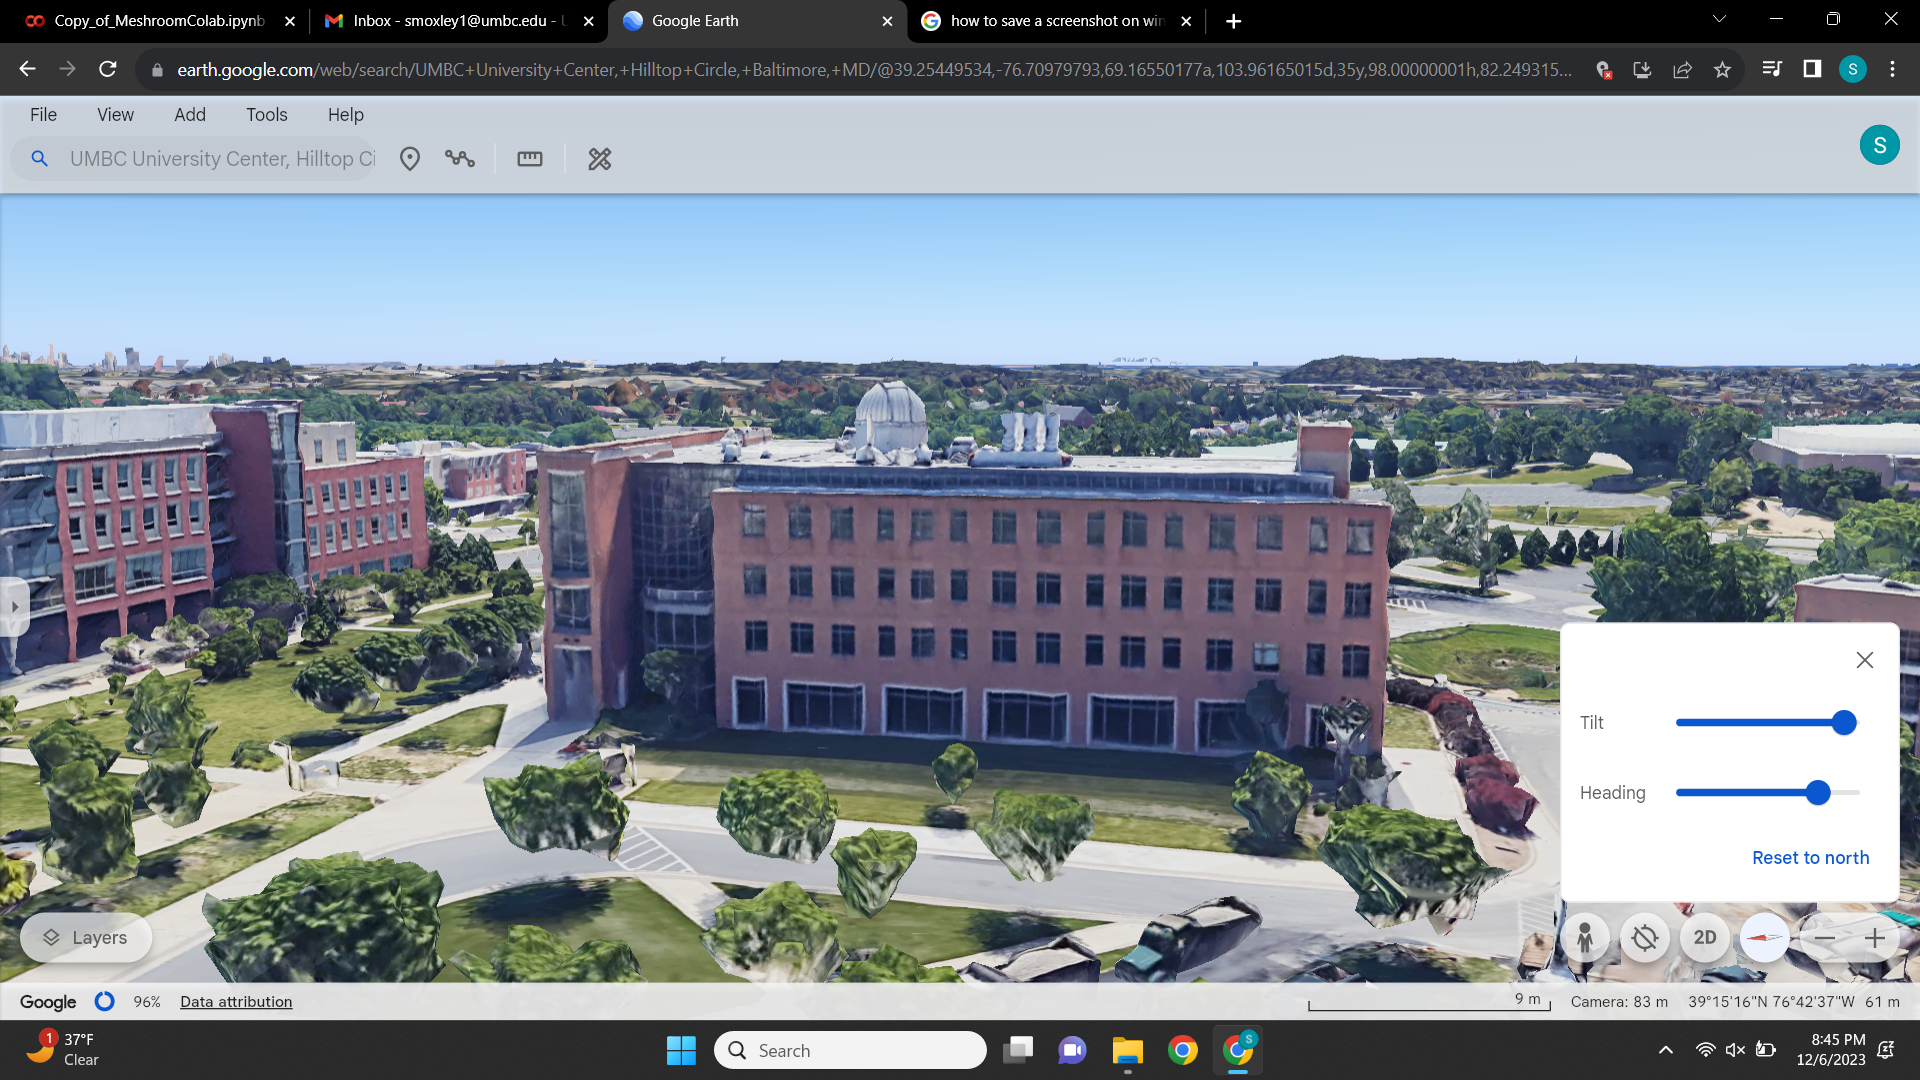 Copy_of_MeshroomColab.ipynb
Inbox - smoxley1@umbc.edu - U
Google Earth
how to save a screenshot on win
earth.google.com/web/search/UMBC+University+Center,+Hilltop+Circle,+Baltimore,+MD/@39.25449534,-76.70979793,69.16550177a,103.96165015d,35y,98.00000001h,82.249315...
S
File View Add Tools Help
UMBC University Center, Hilltop Ci
S
Tilt
Heading
Reset to north
Layers
2D
Google 96% Data attribution
9 m Camera: 83 m 39°15'16"N 76°42'37"W 61 m
1
37°F
Clear
Search
S
8:45 PM
12/6/2023